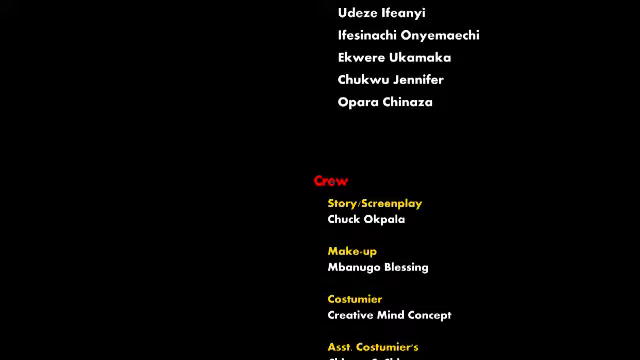 Udeze Ifeanyi
Ifesinachi Onyemaechi
Ekwere Ukamaka
Chukwu Jennifer
Opara Chinaza
Crew
Story/Screenplay
Chuck Okpala
Make-up
Mbanugo Blessing
Costumier
Creative Mind Concept
Asst. Costumier's